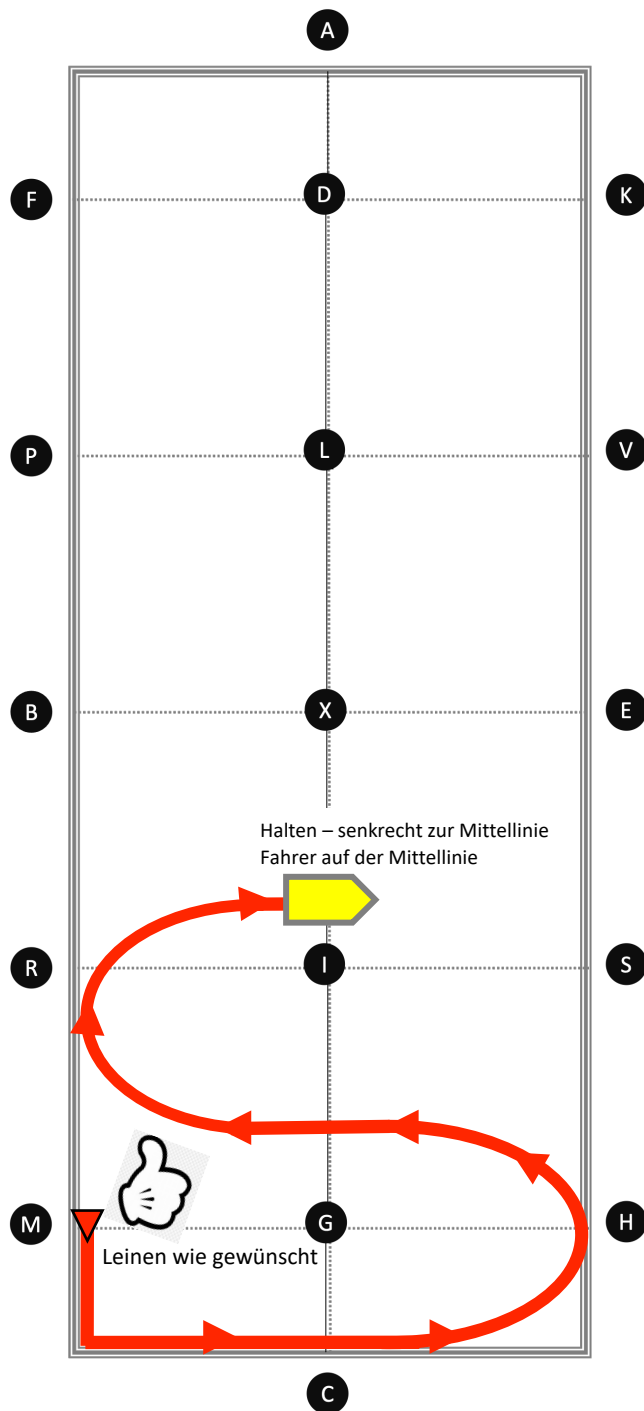 A
F D K
P L V
B X E
Halten – senkrecht zur Mittellinie
Fahrer auf der Mittellinie
R I S
M G H
Leinen wie gewünscht
C